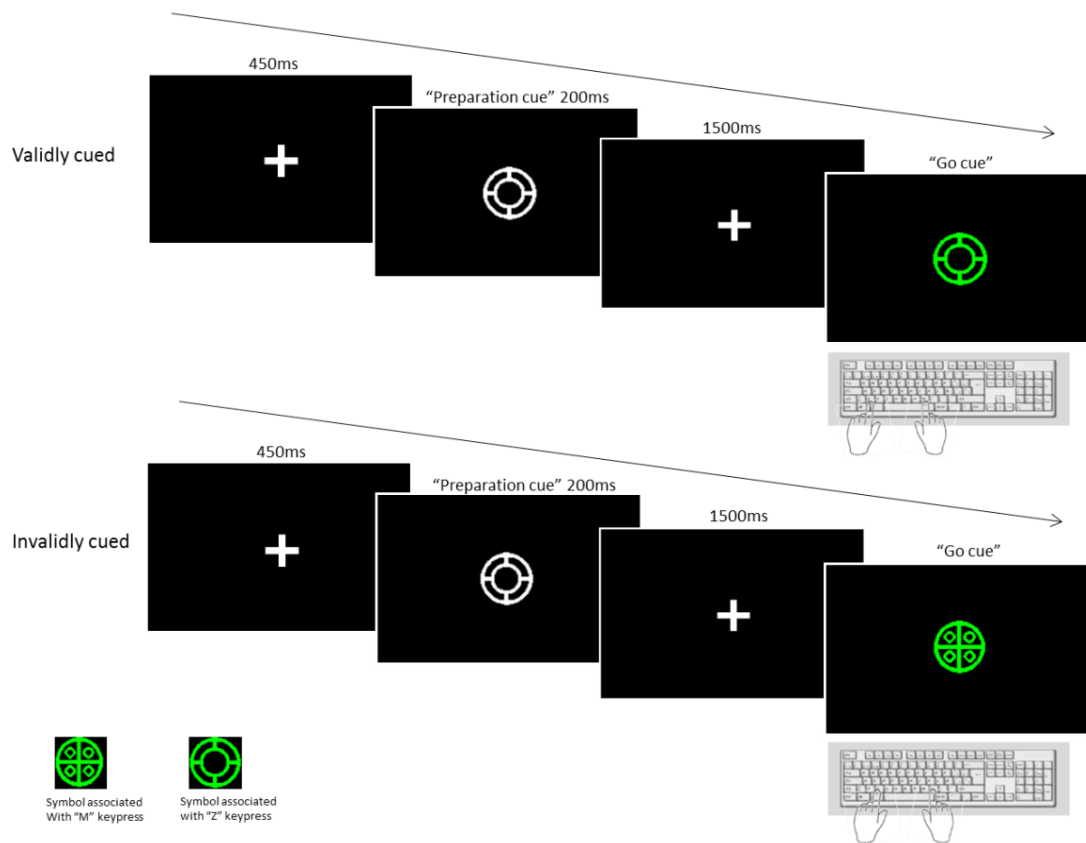 450ms
“Preparation cue” 200ms
1500ms
Validly cued
“Go cue”
450ms
“Preparation cue” 200ms
1500ms
Invalidly cued
“Go cue”
Symbol associated
With “M” keypress
Symbol associated
with “Z” keypress